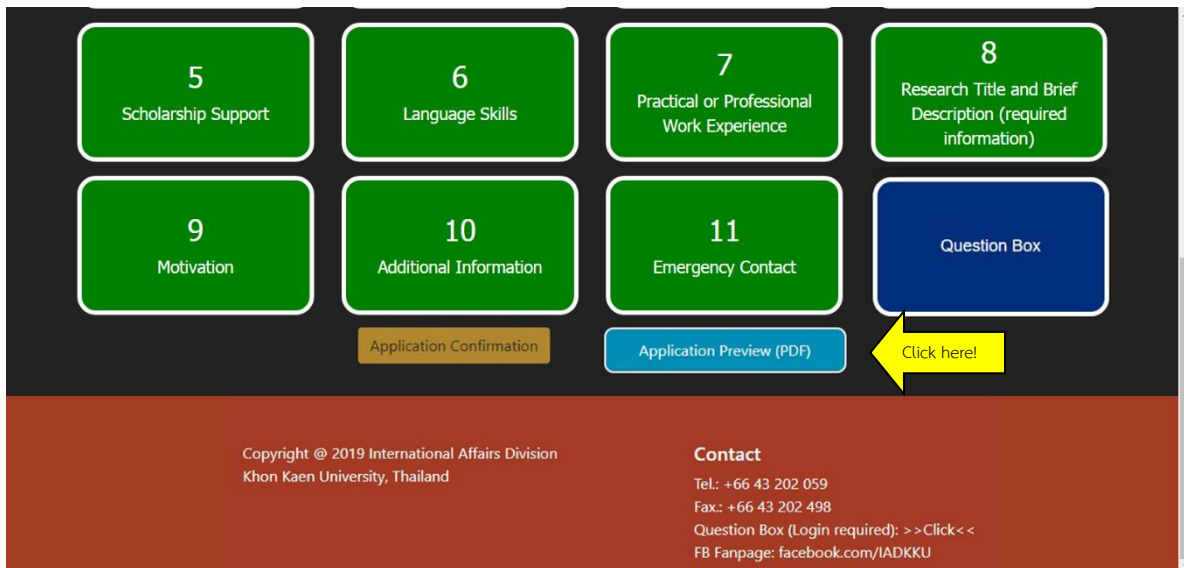 5
Scholarship Support
6
Language Skills
7
Practical or Professional
Work Experience
8
Research Title and Brief
Description (required
information)
9
Motivation
10
Additional Information
11
Emergency Contact
Question Box
Application Confirmation
Application Preview (PDF)
Click here!
Copyright @ 2019 International Affairs Division
Khon Kaen University, Thailand
Contact
Tel.: +66 43 202 059
Fax.: +66 43 202 498
Question Box (Login required): >>Click<<
FB Fanpage: facebook.com/IADKKU